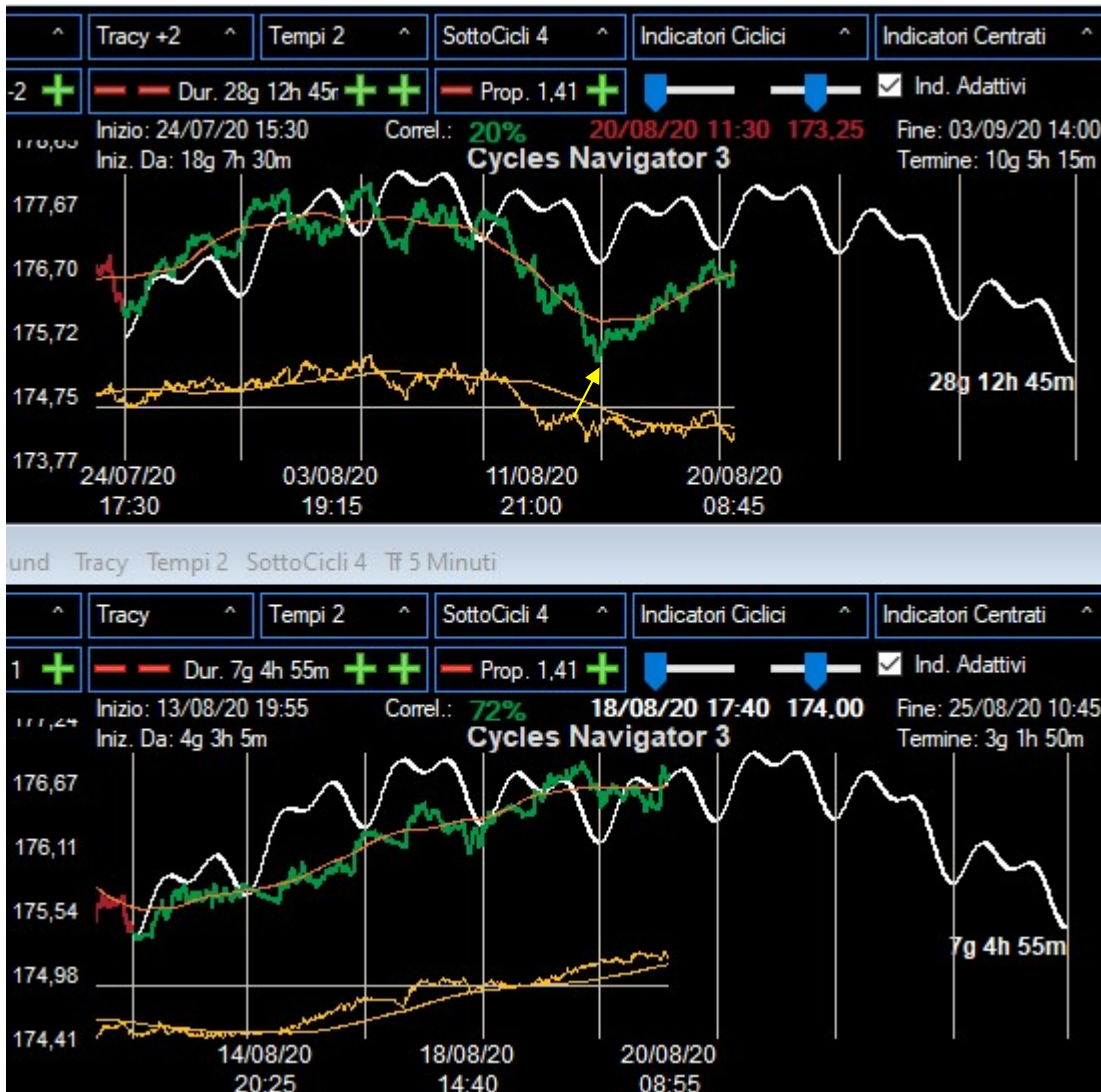 ^ Tracy +2 ^ Tempi 2 ^ SottoCicli 4 ^ Indicatori Ciclici ^ Indicatori Centrati ^
-2 Dur. 28g 12h 45m Prop. 1,41 Ind. Adattivi
Inizio: 24/07/20 15:30 Correl.: 20% 20/08/20 11:30 173,25 Fine: 03/09/20 14:00
Iniz. Da: 18g 7h 30m Cycles Navigator 3 Termine: 10g 5h 15m
177,67
176,70
175,72
174,75
173,77
28g 12h 45m
24/07/20 03/08/20 11/08/20 20/08/20
17:30 19:15 21:00 08:45
und Tracy Tempi 2 SottoCicli 4 Tf 5 Minuti
^ Tracy ^ Tempi 2 ^ SottoCicli 4 ^ Indicatori Ciclici ^ Indicatori Centrati ^
1 Dur. 7g 4h 55m Prop. 1,41 Ind. Adattivi
Inizio: 13/08/20 19:55 Correl.: 72% 18/08/20 17:40 174,00 Fine: 25/08/20 10:45
Iniz. Da: 4g 3h 5m Cycles Navigator 3 Termine: 3g 1h 50m
177,24
176,67
176,11
175,54
174,98
174,41
7g 4h 55m
14/08/20 18/08/20 20/08/20
20:25 14:40 08:55